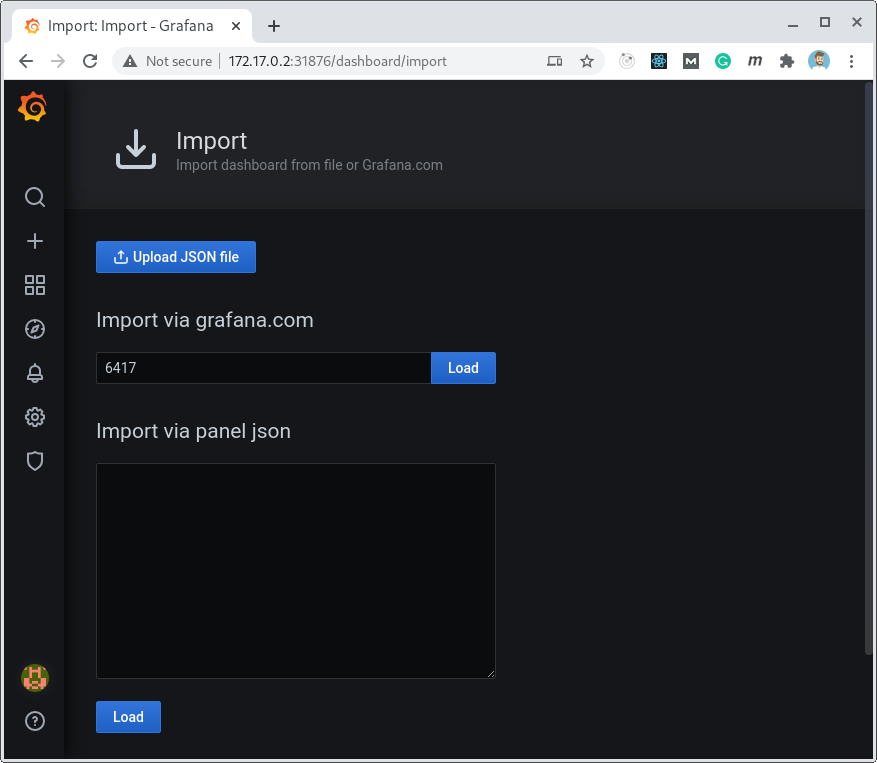 Import: Import - Grafana
Not secure 172.17.0.2:31876/dashboard/import
Import
Import dashboard from file or Grafana.com
Upload JSON file
Import via grafana.com
6417 Load
Import via panel json
Load